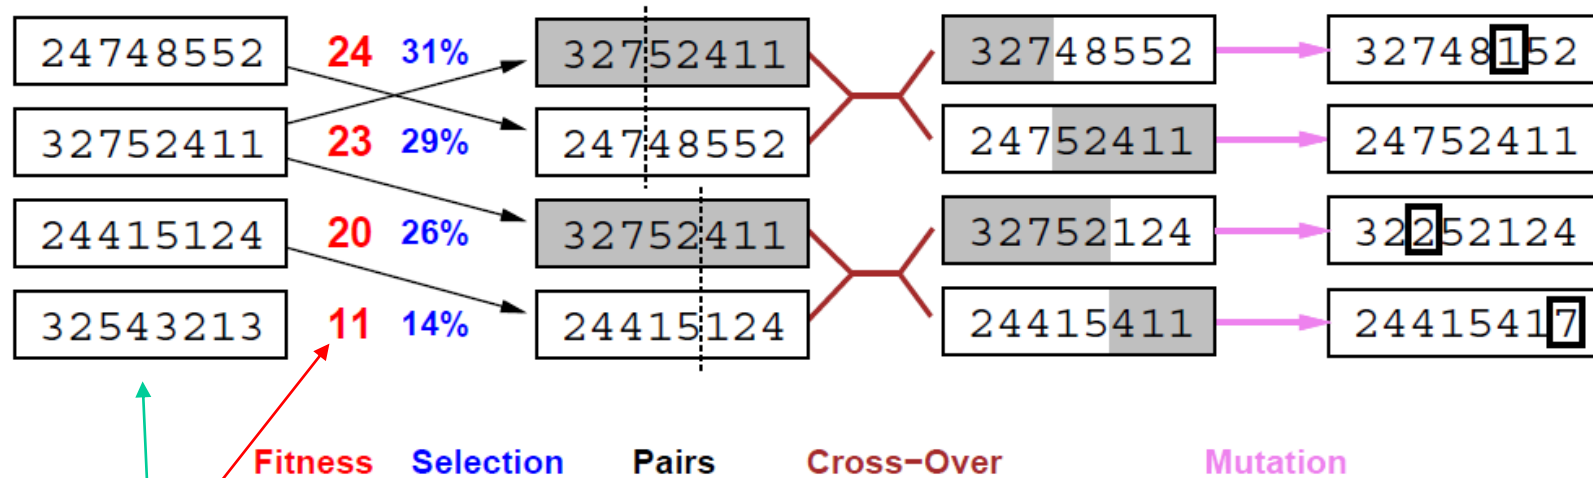 24748552 24 31% 32752411 32748552 32748152
32752411 23 29% 24748552 24752411 24752411
24415124 20 26% 32752411 32752124 32252124
32543213 11 14% 24415124 24415411 24415417
Fitness Selection Pairs Cross-Over Mutation